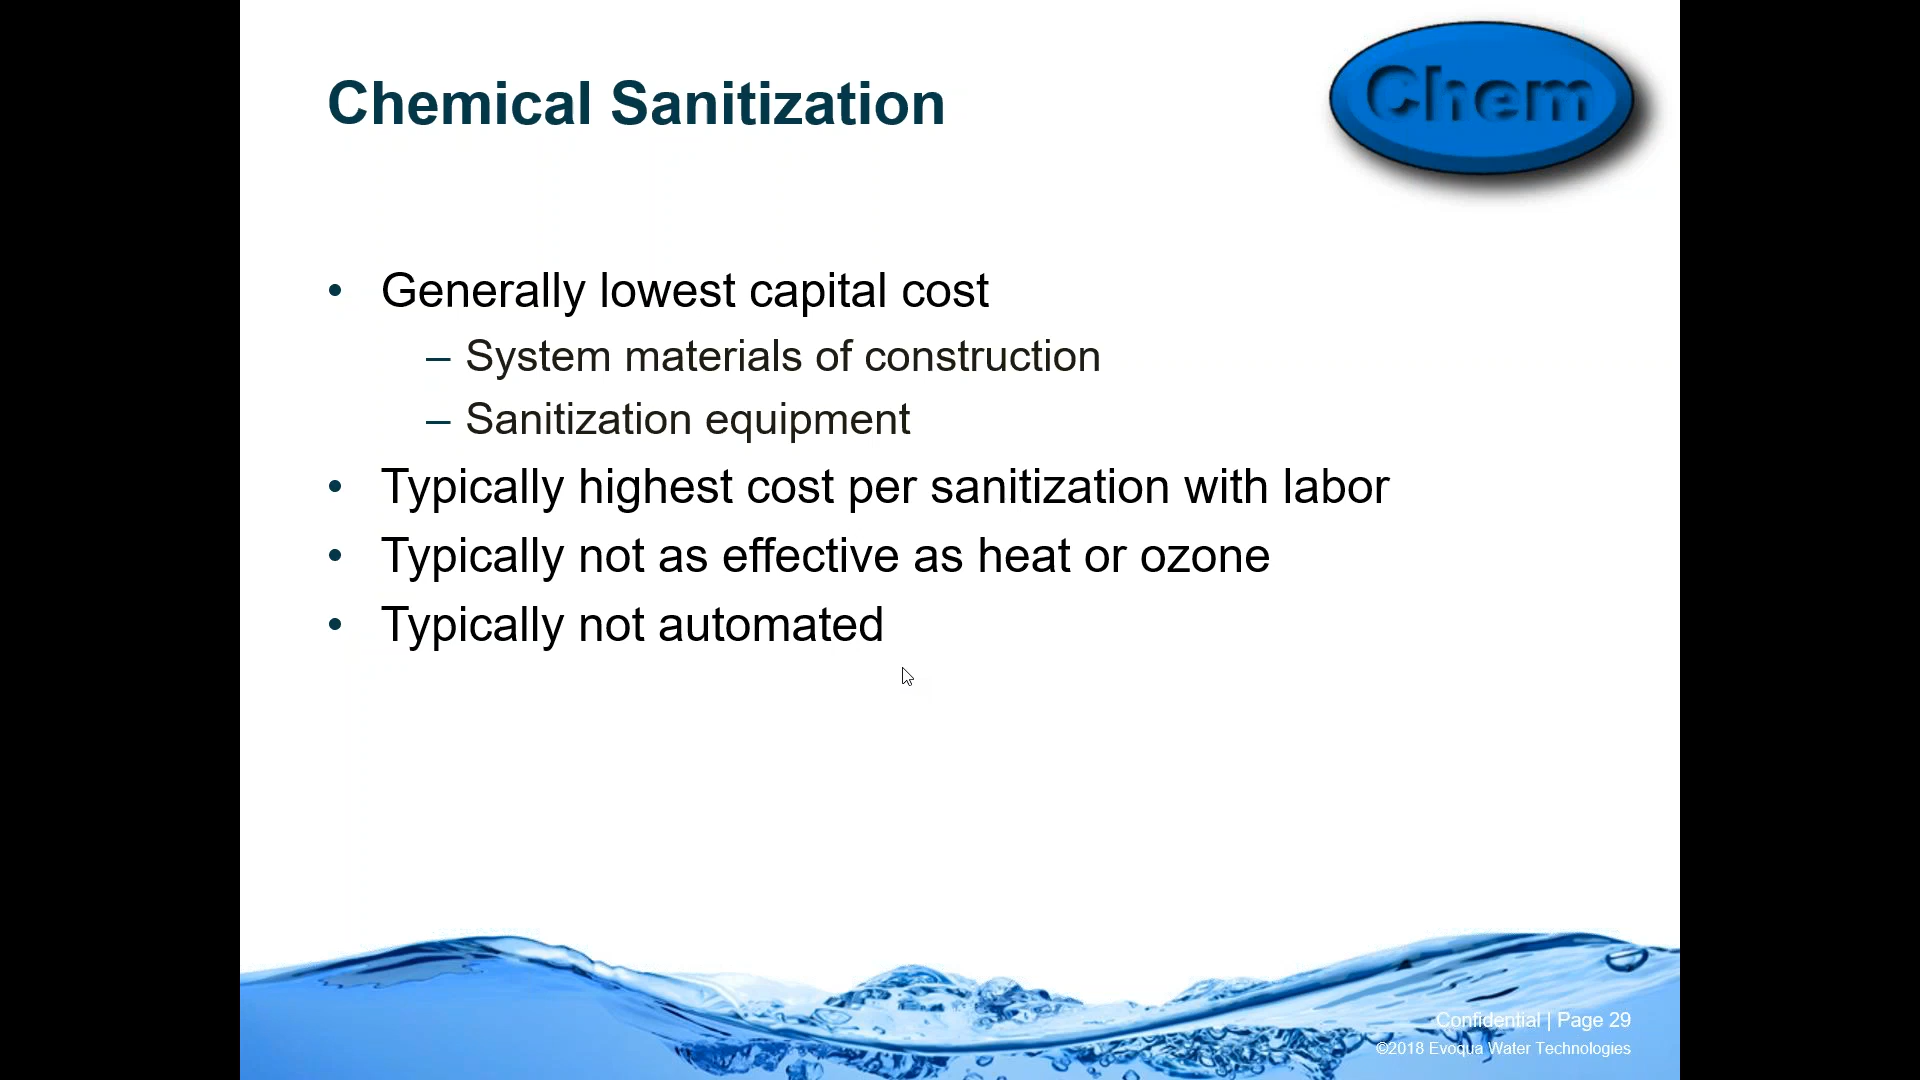 Chemical Sanitization
Chem
• Generally lowest capital cost
– System materials of construction
– Sanitization equipment
• Typically highest cost per sanitization with labor
• Typically not as effective as heat or ozone
• Typically not automated
Confidential | Page 29
©2018 Evoqua Water Technologies